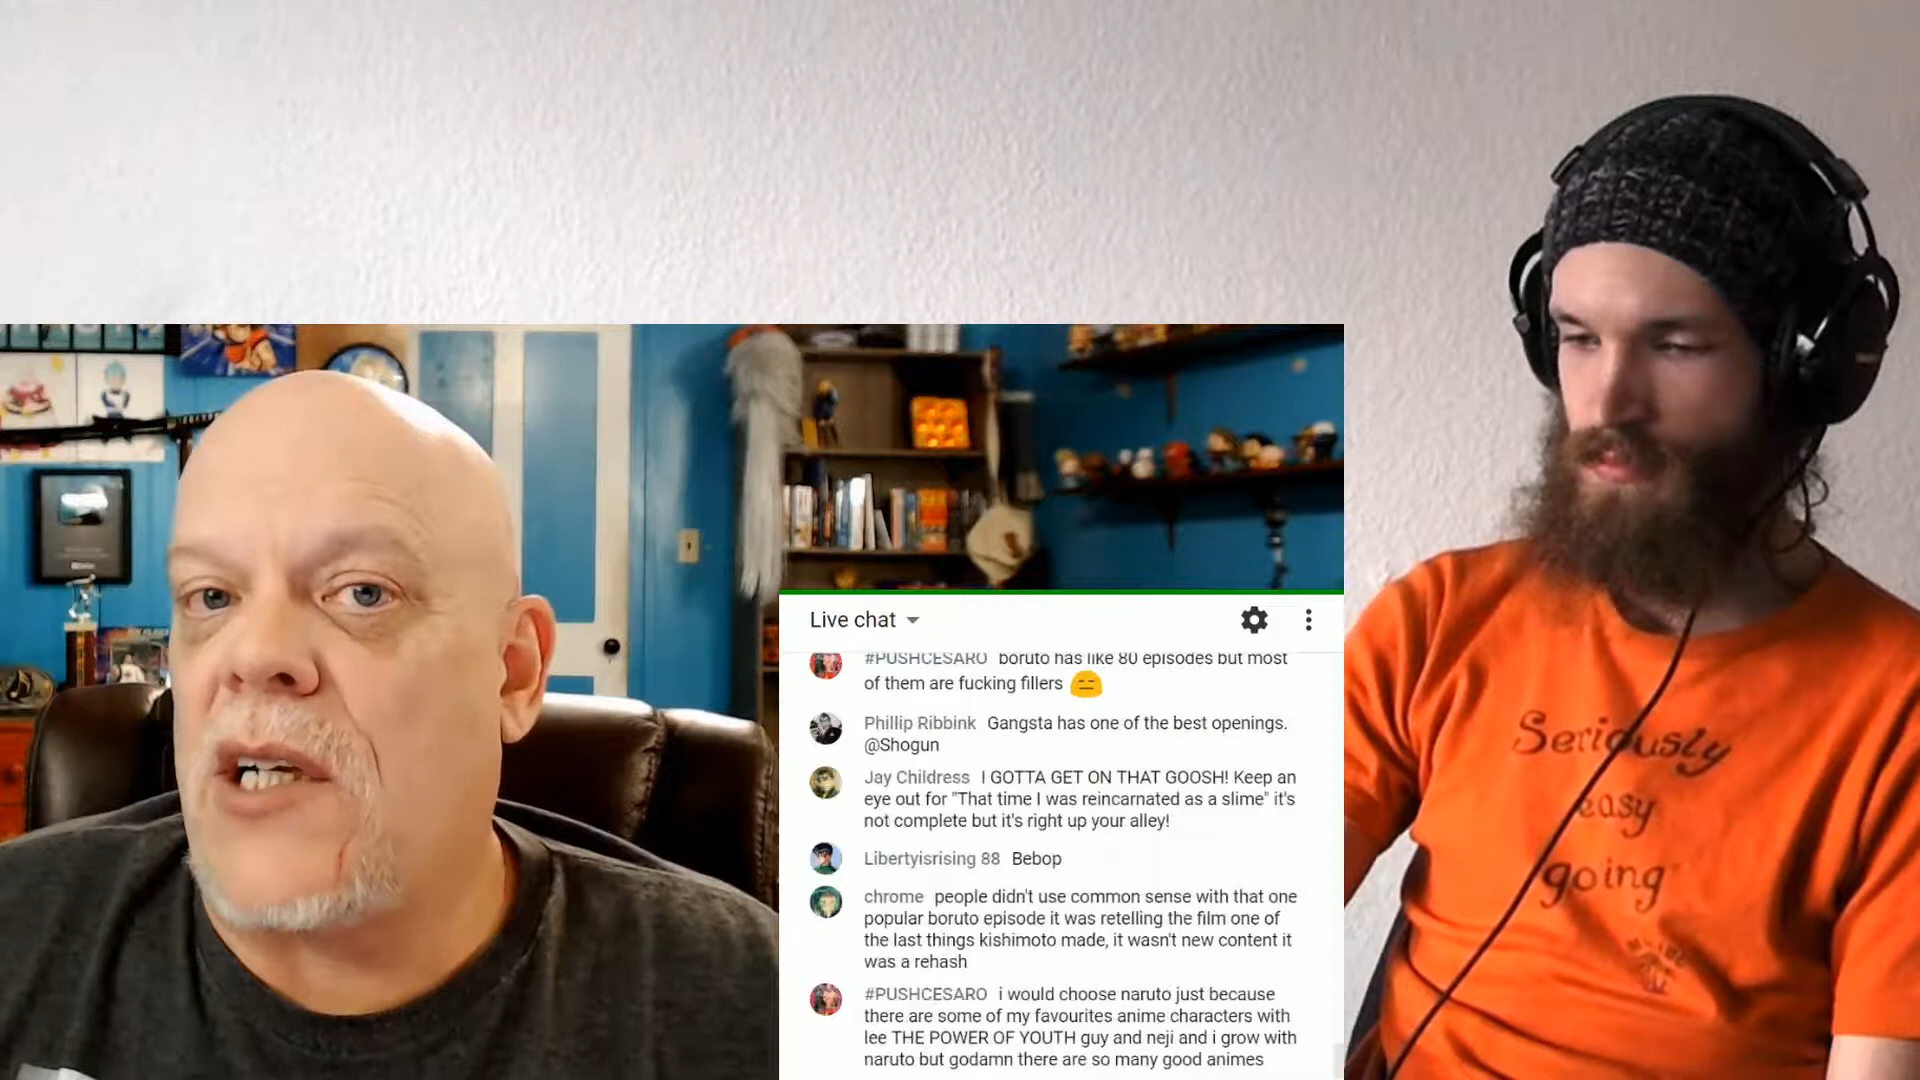 Live chat
#PUSHCESARO boruto has like 80 episodes but most
of them are fucking fillers
Phillip Ribbink Gangsta has one of the best openings.
@Shogun
Jay Childress I GOTTA GET ON THAT GOOSH! Keep an
eye out for "That time I was reincarnated as a slime" it's
not complete but it's right up your alley!
Libertyisrising 88 Bebop
chrome people didn't use common sense with that one
popular boruto episode it was retelling the film one of
the last things kishimoto made, it wasn't new content it
was a rehash
#PUSHCESARO i would choose naruto just because
there are some of my favourites anime characters with
lee THE POWER OF YOUTH guy and neji and i grow with
naruto but godamn there are so many good animes
Seriously
easy
going